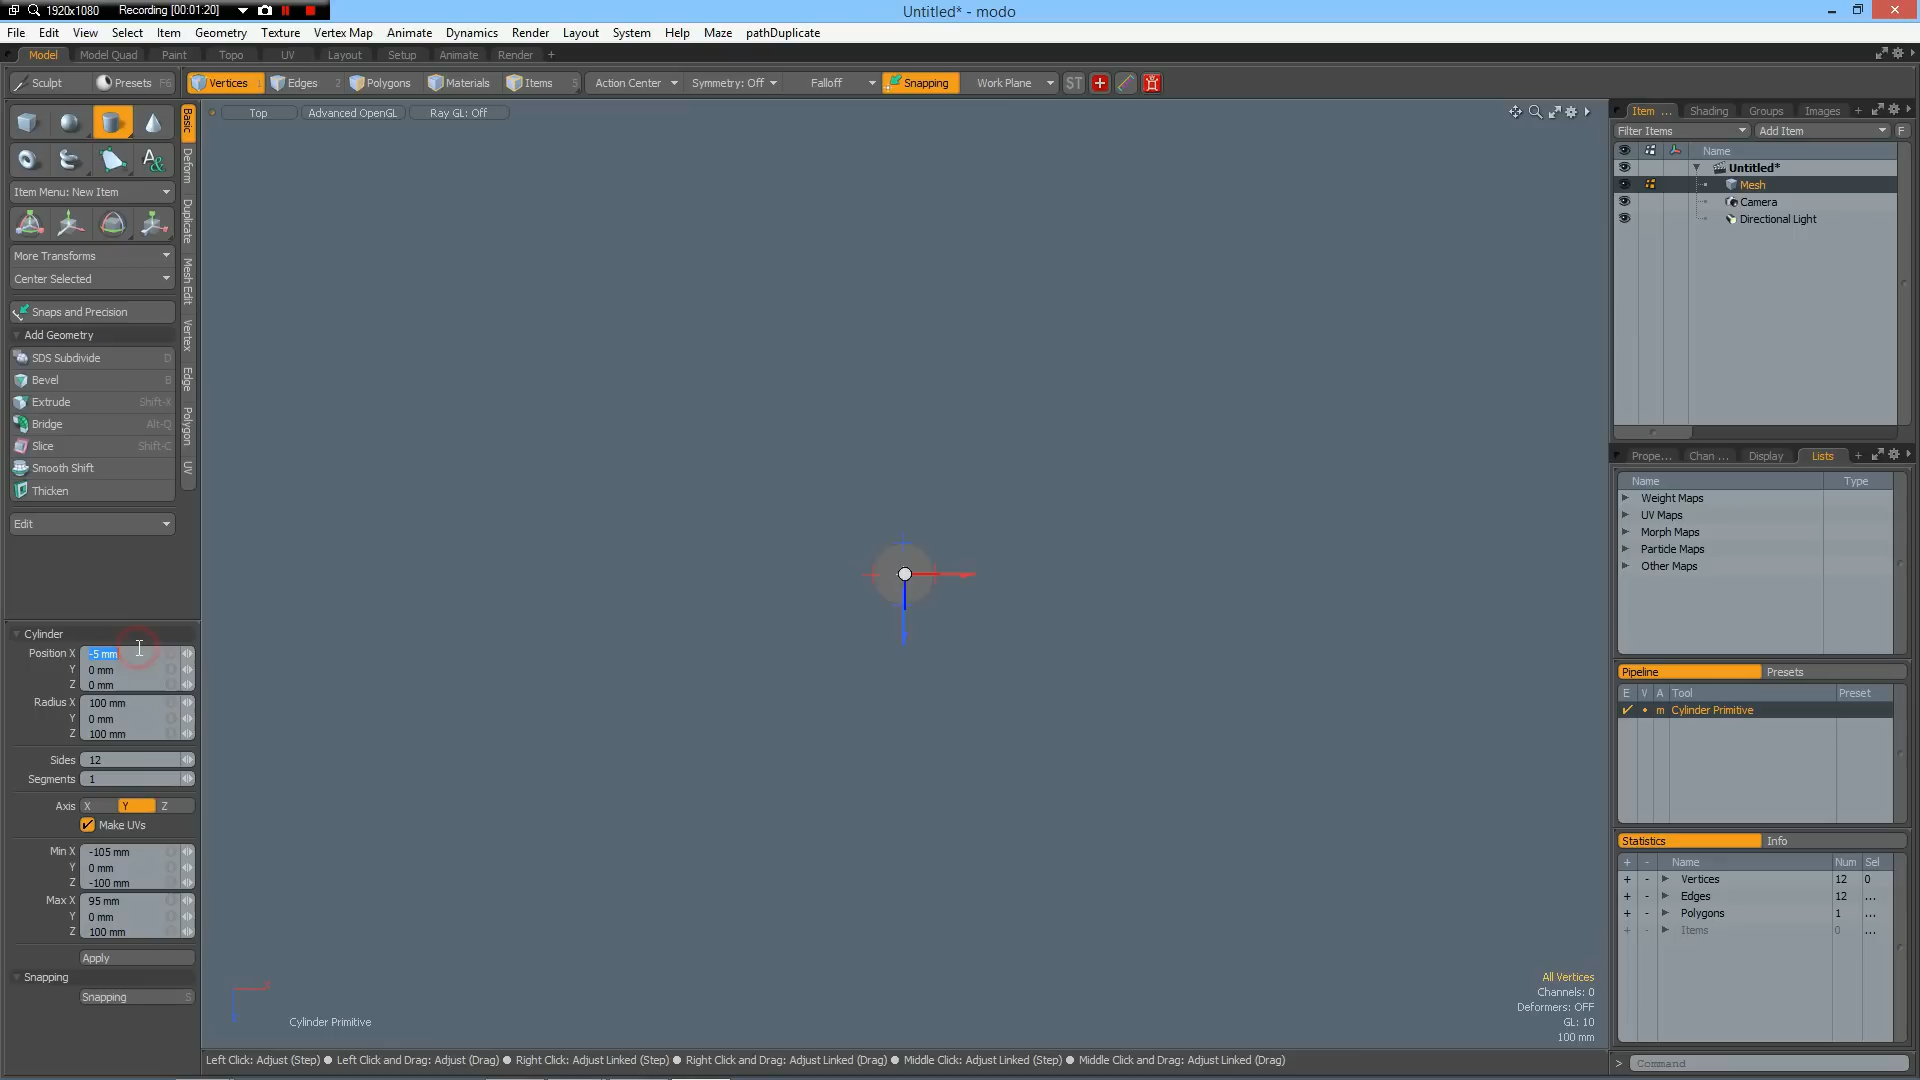 1920x1080 Recording [00:01:20]
Untitled* - modo
File Edit View Select Item Geometry Texture Vertex Map Animate Dynamics Render Layout System Help Maze pathDuplicate
Model Model Quad Paint Topo UV Layout Setup Animate Render +
Sculpt Presets F6 Vertices 1 Edges 2 Polygons Materials Items 5 Action Center Symmetry: Off Falloff Snapping Work Plane ST
Top Advanced OpenGL Ray GL: Off
Basic
Deform
Duplicate
Mesh Edit
Vertex
Edge
Polygon
UV
Item Menu: New Item
More Transforms
Center Selected
Snaps and Precision
Add Geometry
SDS Subdivide D
Bevel B
Extrude Shift-X
Bridge Alt-Q
Slice Shift-C
Smooth Shift
Thicken
Edit
Cylinder
Position X -5 mm
Y 0 mm
Z 0 mm
Radius X 100 mm
Y 0 mm
Z 100 mm
Sides 12
Segments 1
Axis X Y Z
Make UVs
Min X -105 mm
Y 0 mm
Z -100 mm
Max X 95 mm
Y 0 mm
Z 100 mm
Apply
Snapping
Snapping S
Cylinder Primitive
All Vertices
Channels: 0
Deformers: OFF
GL: 10
100 mm
Left Click: Adjust (Step) ● Left Click and Drag: Adjust (Drag) ● Right Click: Adjust Linked (Step) ● Right Click and Drag: Adjust Linked (Drag) ● Middle Click: Adjust Linked (Step) ● Middle Click and Drag: Adjust Linked (Drag)
Item ... Shading Groups Images +
Filter Items Add Item F
Name
Untitled*
Mesh
Camera
Directional Light
Prope... Chan ... Display Lists +
Name Type
Weight Maps
UV Maps
Morph Maps
Particle Maps
Other Maps
Pipeline Presets
E V A Tool Preset
m Cylinder Primitive
Statistics Info
+ - Name Num Sel
+ - Vertices 12 0
+ - Edges 12 ...
+ - Polygons 1 ...
+ - Items 0 ...
> Command